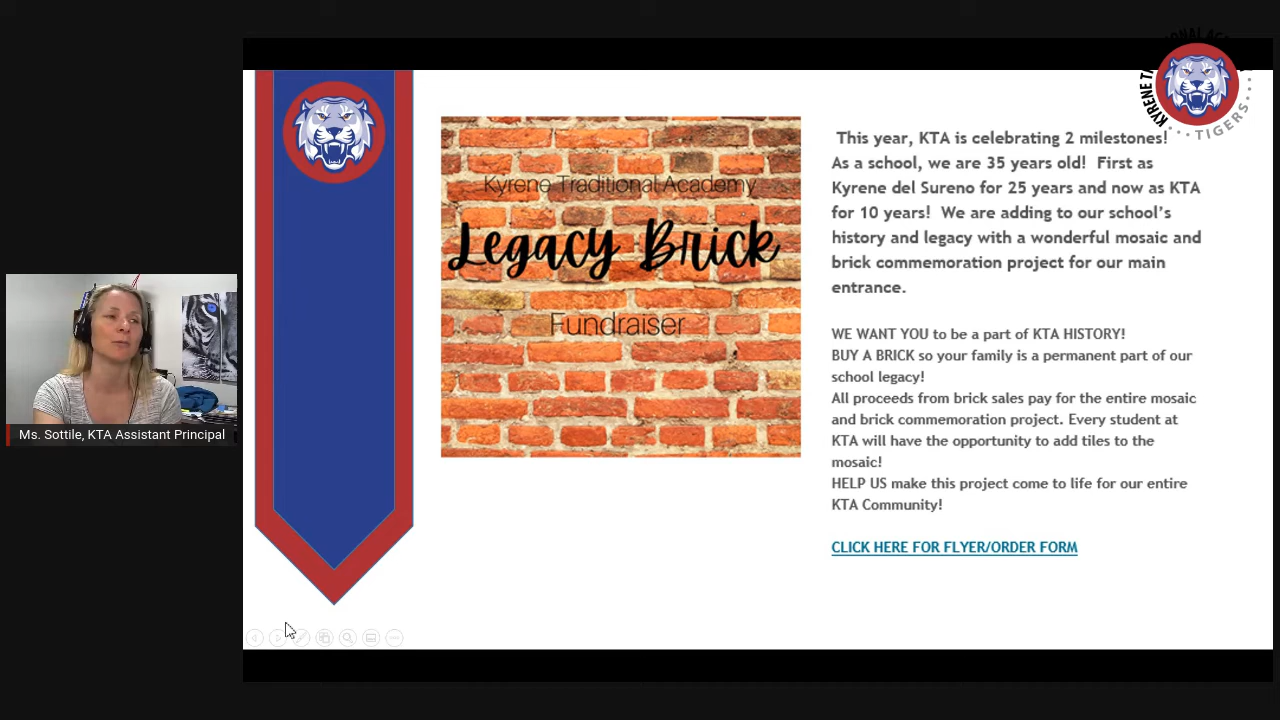 KYRENE TRADITIONAL ACADEMY
TIGERS
Kyrene Traditional Academy
Legacy Brick
Fundraiser
This year, KTA is celebrating 2 milestones!
As a school, we are 35 years old! First as
Kyrene del Sureno for 25 years and now as KTA
for 10 years! We are adding to our school's
history and legacy with a wonderful mosaic and
brick commemoration project for our main
entrance.
WE WANT YOU to be a part of KTA HISTORY!
BUY A BRICK so your family is a permanent part of our
school legacy!
All proceeds from brick sales pay for the entire mosaic
and brick commemoration project. Every student at
KTA will have the opportunity to add tiles to the
mosaic!
HELP US make this project come to life for our entire
KTA Community!
CLICK HERE FOR FLYER/ORDER FORM
Ms. Sottile, KTA Assistant Principal